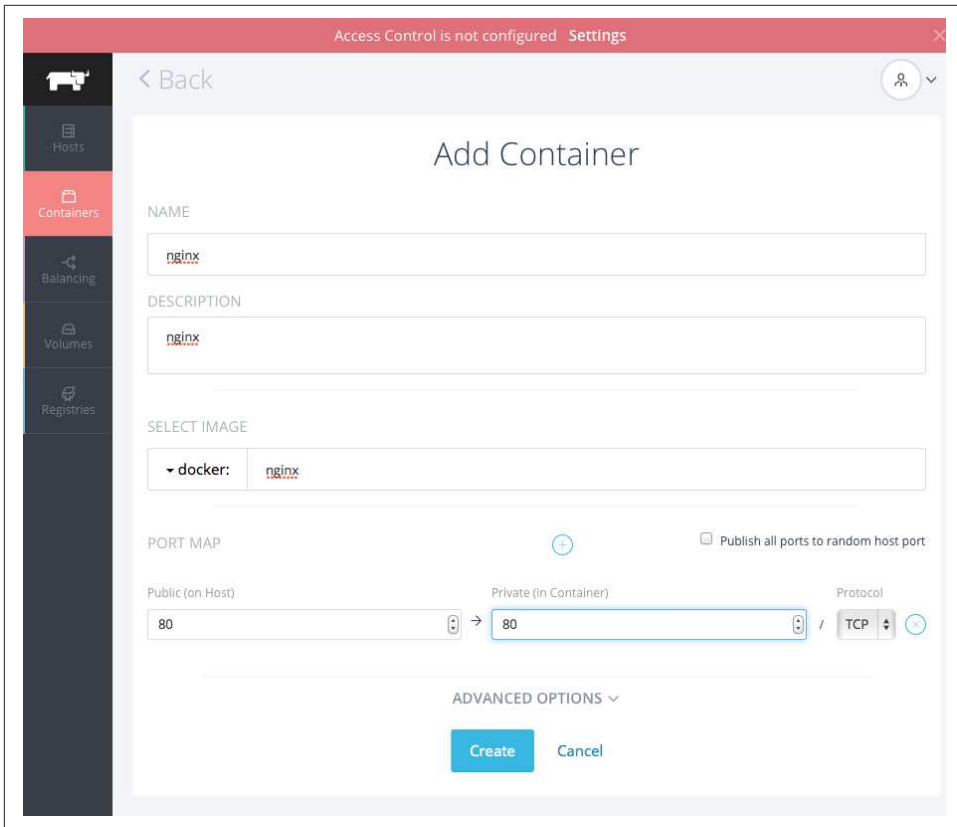 Access Control is not configured Settings
Back
Hosts
Containers
Balancing
Volumes
Registries
Add Container
NAME
nginx
DESCRIPTION
nginx
SELECT IMAGE
docker: nginx
PORT MAP Publish all ports to random host port
Public (on Host) Private (in Container) Protocol
80 → 80 / TCP
ADVANCED OPTIONS
Create Cancel